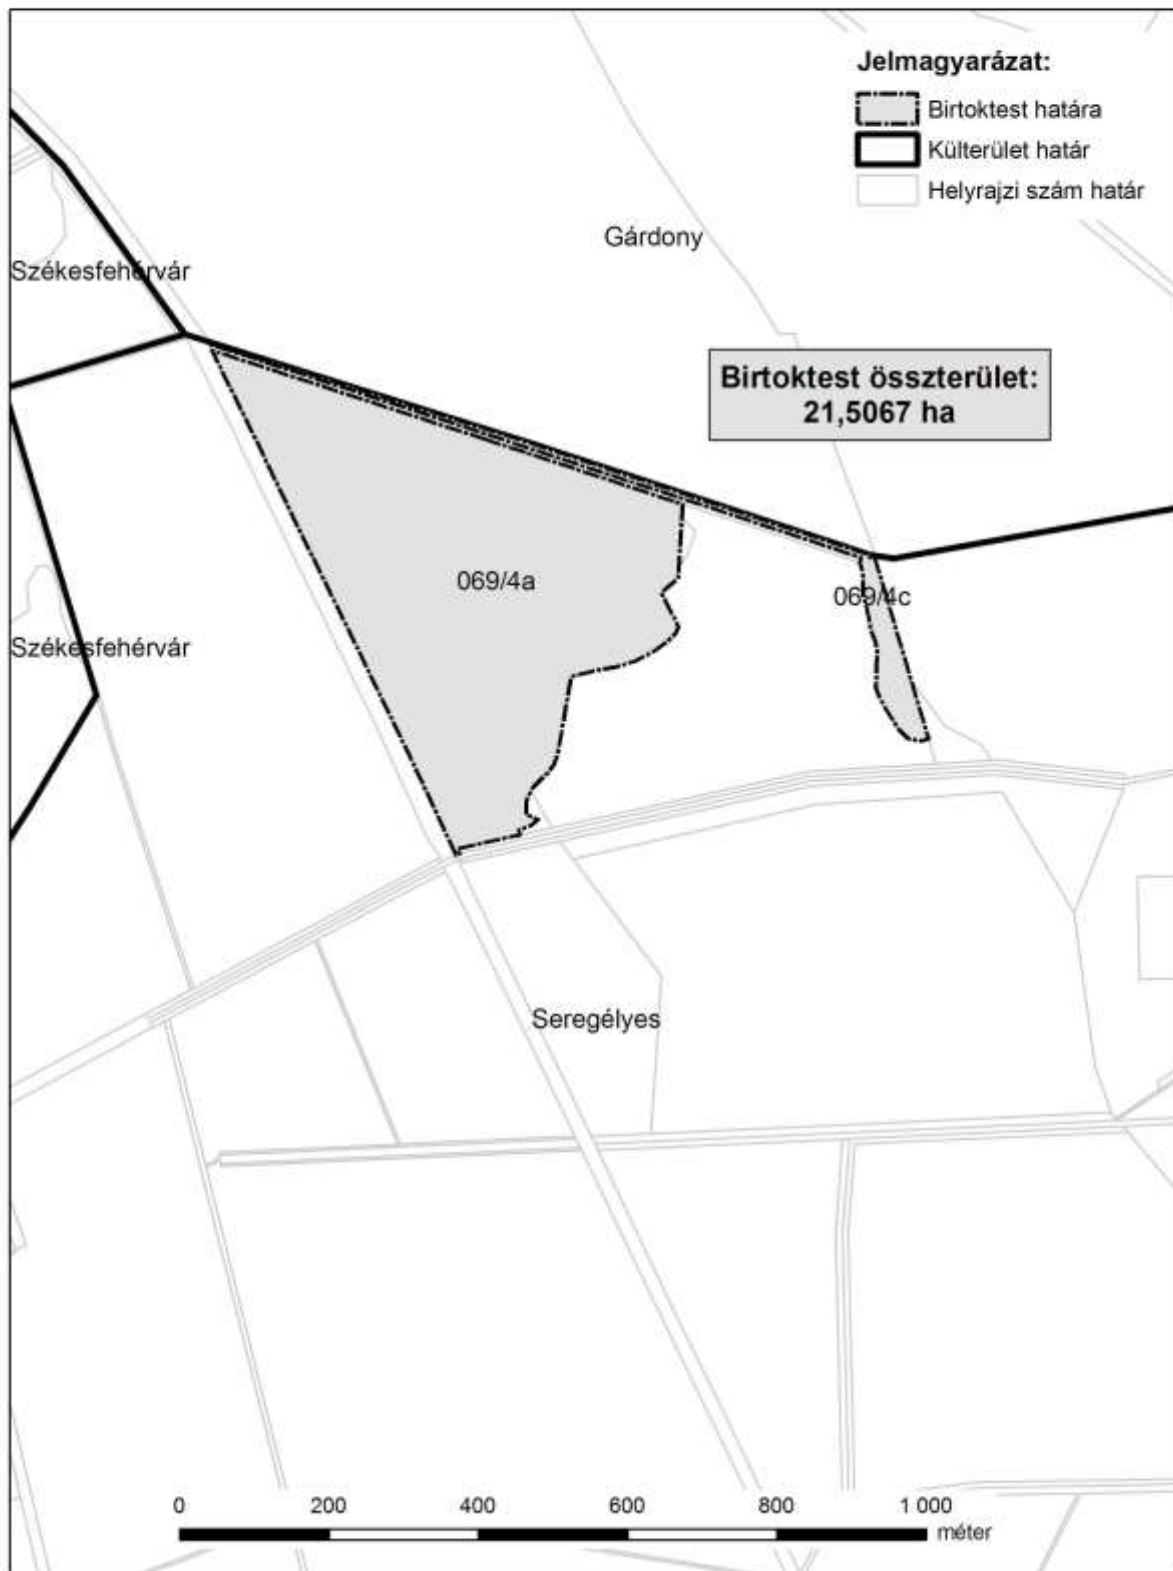 Jelmagyarázat:
Birtoktest határa
Külterület határ
Helyrajzi szám határ
Gárdony
Székesfehérvár
Birtoktest összterület:
21,5067 ha
069/4a
069/4c
Székesfehérvár
Seregélyes
0 200 400 600 800 1 000
méter